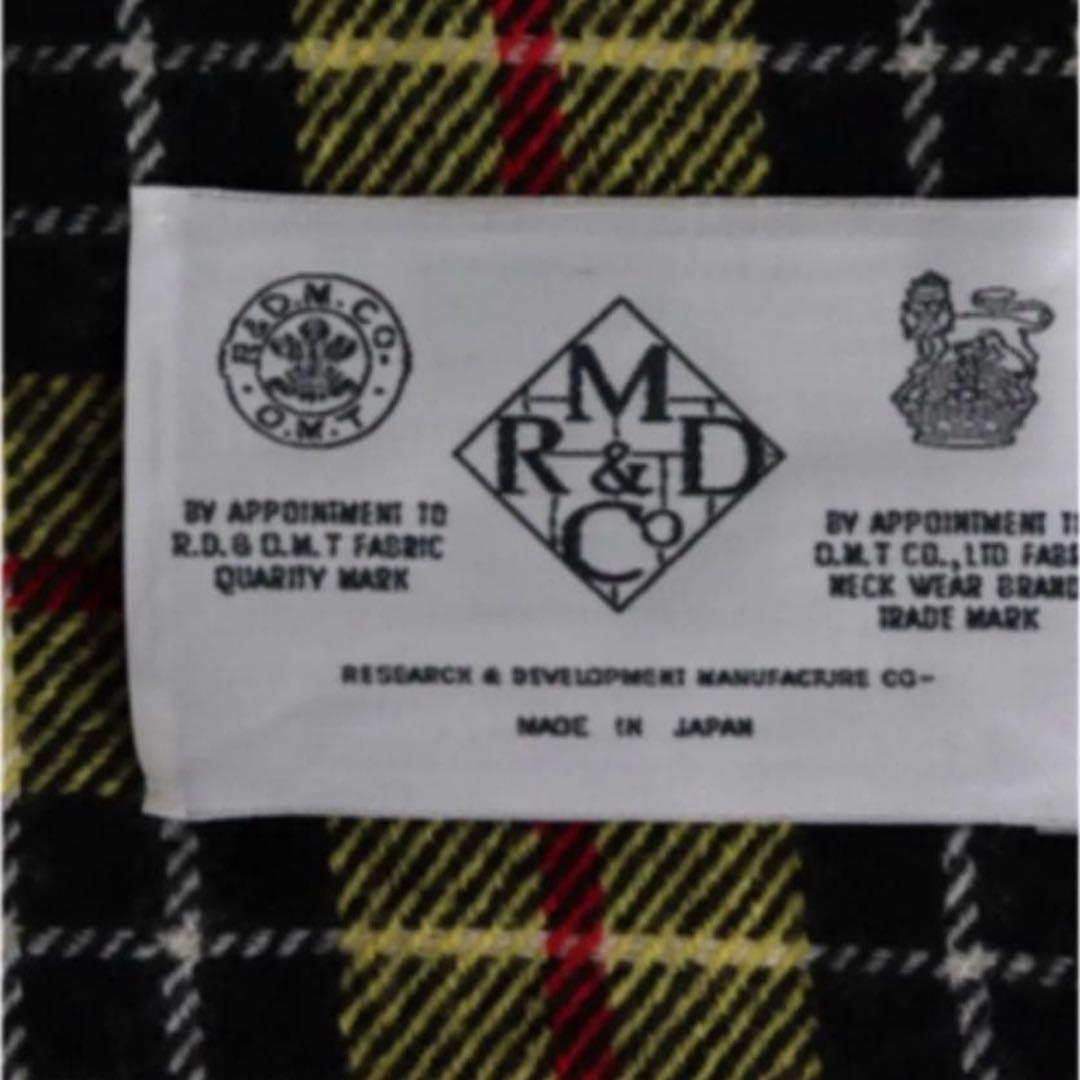 R.&D.M.CO.
O.M.T
M
R&D
Co
BY APPOINTMENT TO
R.D.& O.M.T FABRIC
QUARITY MARK
BY APPOINTMENT
O.M.T CO.,LTD
NECK WEAR BRAND
TRADE MARK
RESEARCH & DEVELOPMENT MANUFACTURE CO-
MADE IN JAPAN